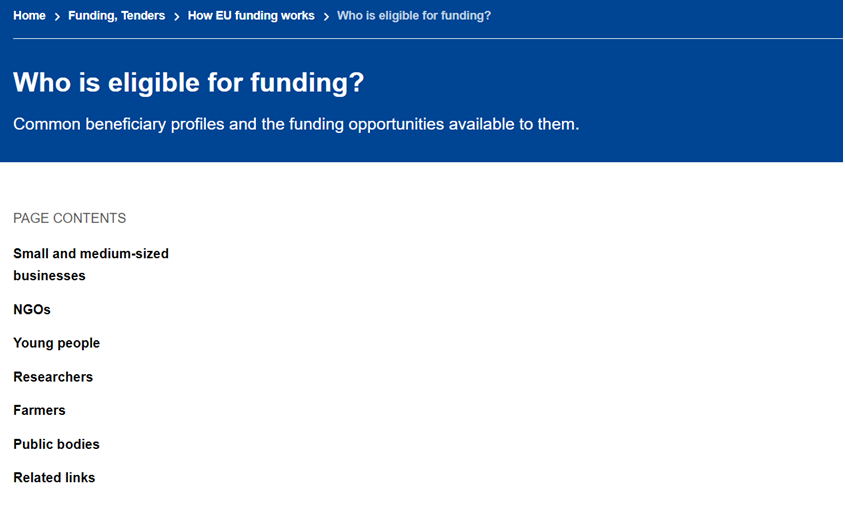 Home > Funding, Tenders > How EU funding works > Who is eligible for funding?
Who is eligible for funding?
Common beneficiary profiles and the funding opportunities available to them.
PAGE CONTENTS
Small and medium-sized
businesses
NGOs
Young people
Researchers
Farmers
Public bodies
Related links